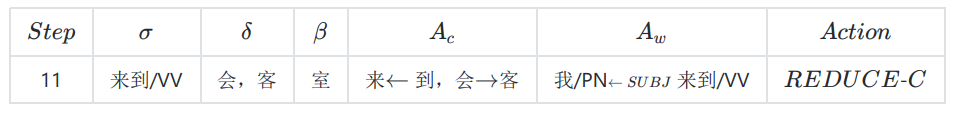 Step σ δ β A_c A_w Action
11 来到/VV 会，客 室 来← 到，会→客 我/PN← SUBJ 来到/VV REDUCE-C